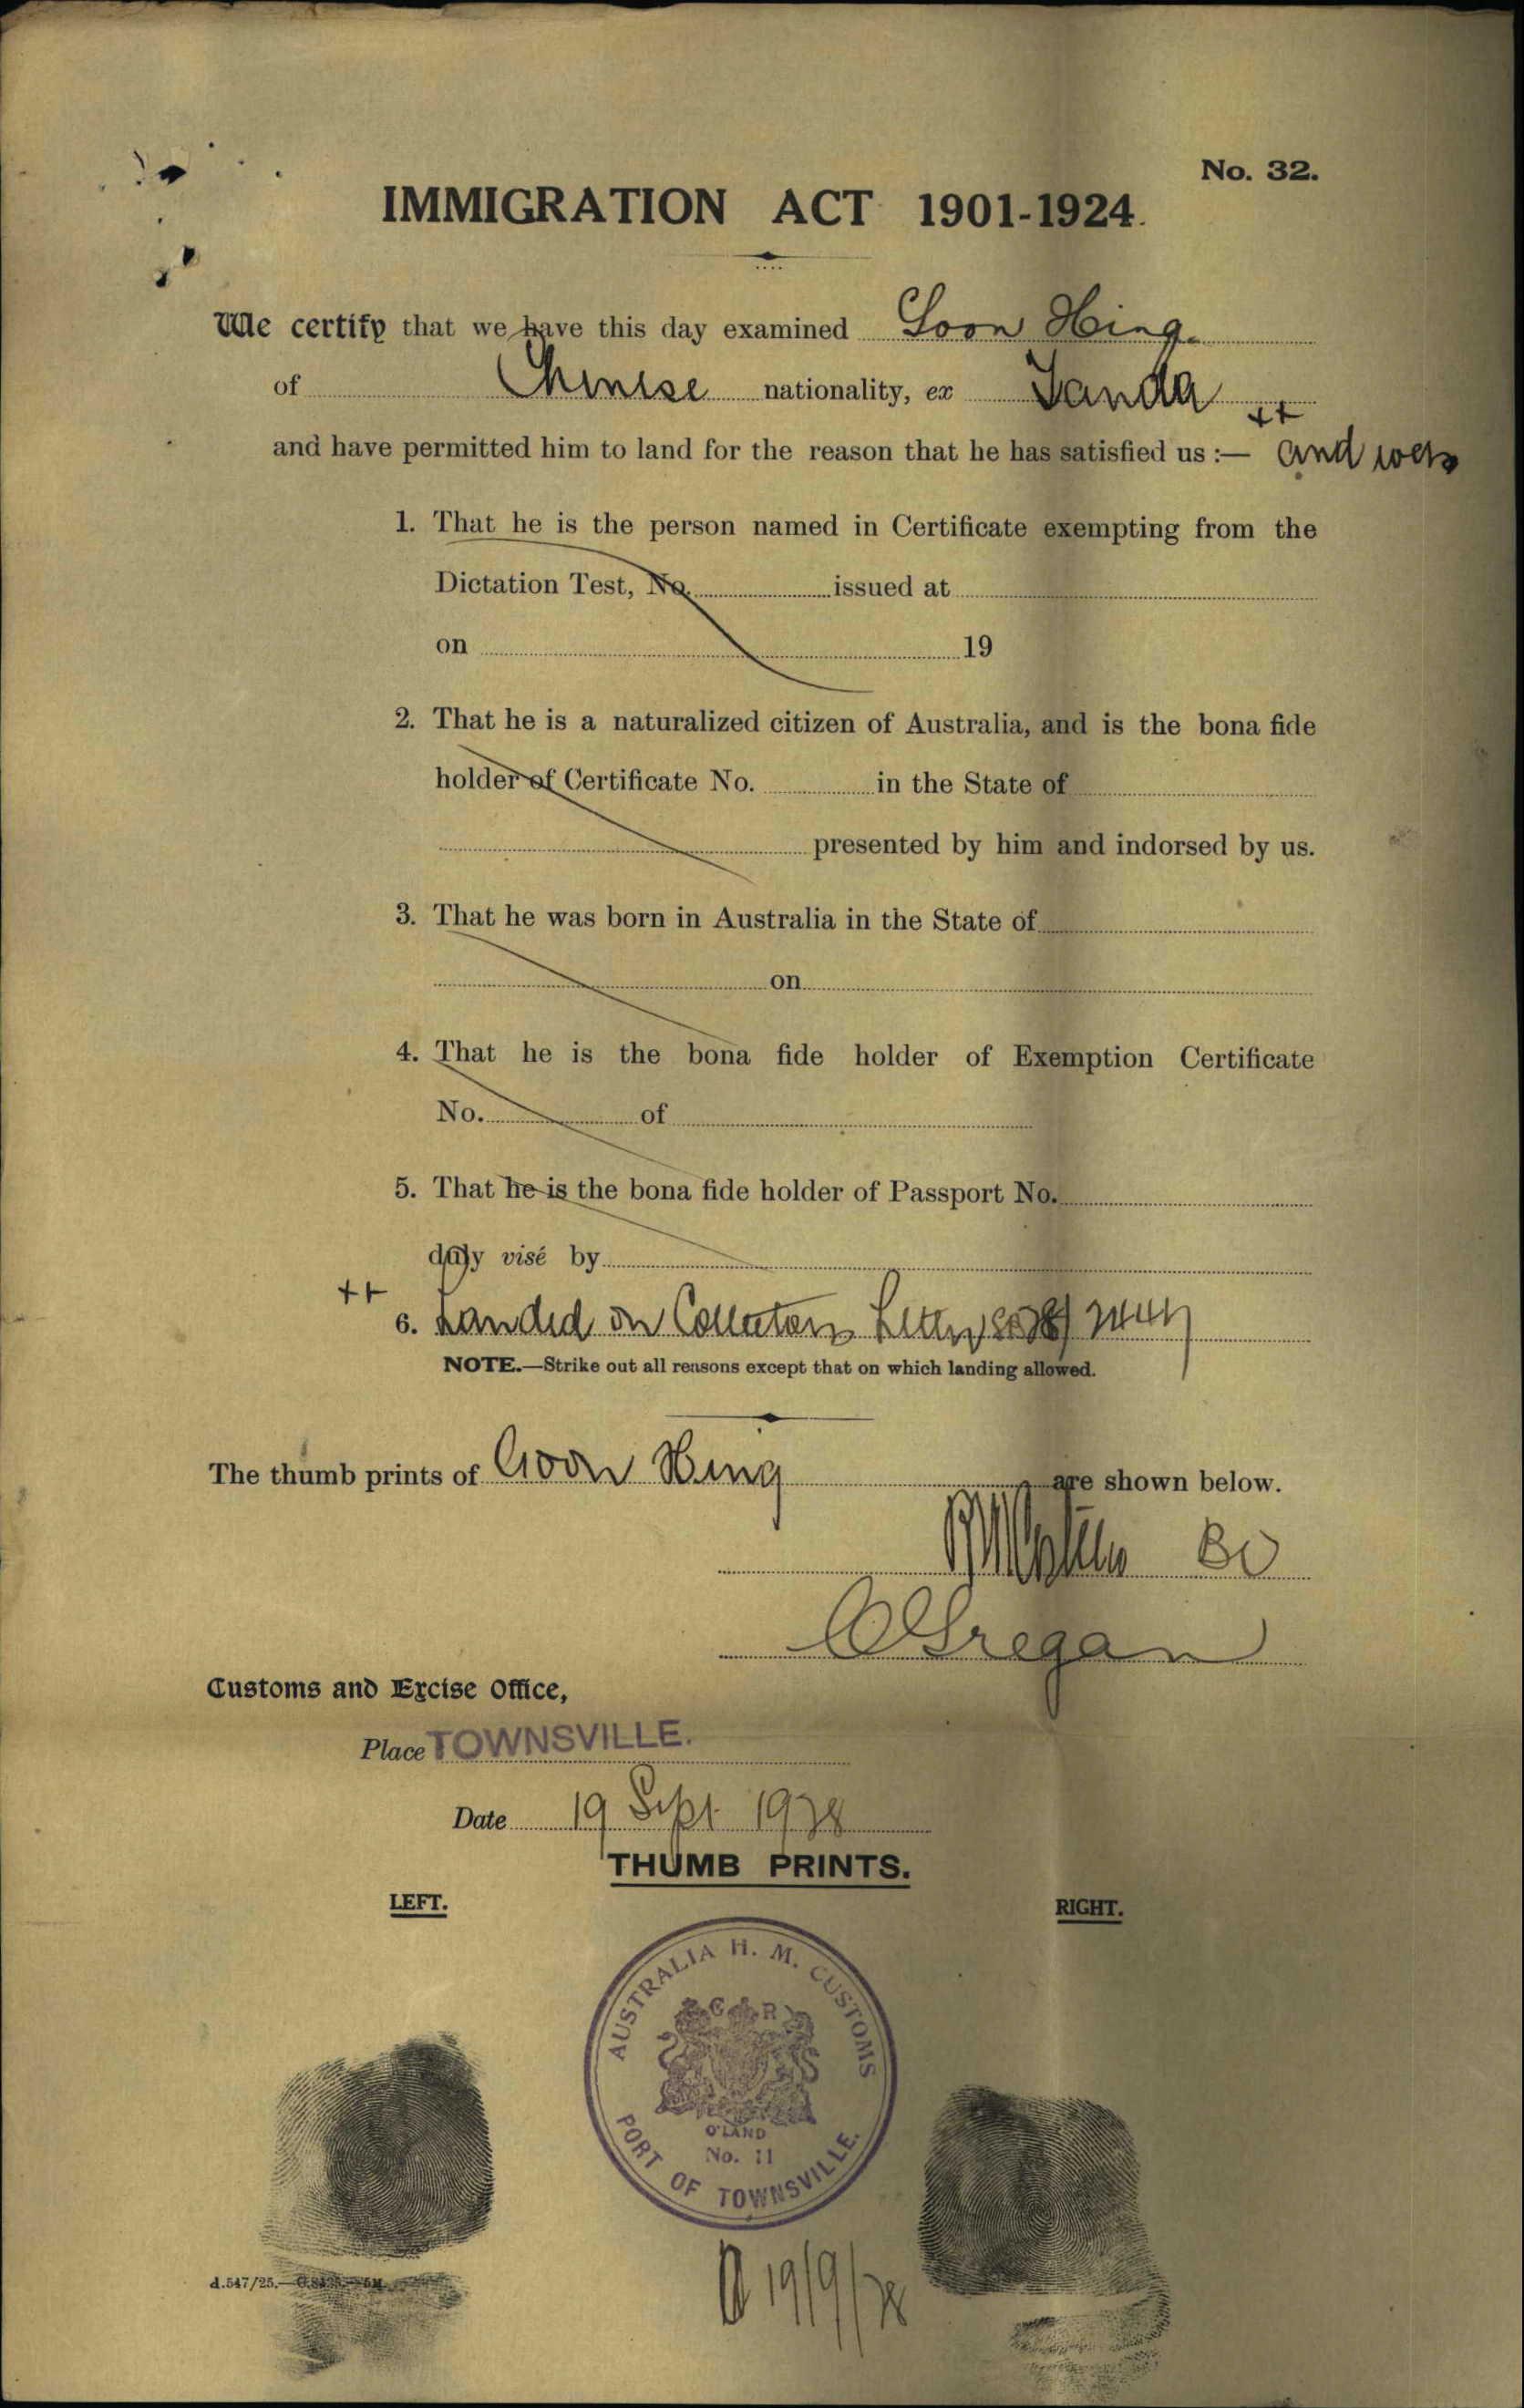 No. 32.
IMMIGRATION ACT 1901-1924.
We certify that we have this day examined Goon Hing
of Chinese nationality, ex Tanda ++
and have permitted him to land for the reason that he has satisfied us :— and was
1. That he is the person named in Certificate exempting from the
Dictation Test, No. issued at
on 19
2. That he is a naturalized citizen of Australia, and is the bona fide
holder of Certificate No. in the State of
presented by him and indorsed by us.
3. That he was born in Australia in the State of
on
4. That he is the bona fide holder of Exemption Certificate
No. of
5. That he is the bona fide holder of Passport No.
duly visé by
++
6. Landed on Collectors Letter
NOTE.—Strike out all reasons except that on which landing allowed.
The thumb prints of Goon Hing are shown below.
BO
Gregan
Customs and Excise Office,
Place TOWNSVILLE.
Date 19 Sept 1928
THUMB PRINTS.
LEFT.
RIGHT.
AUSTRALIA H. M. CUSTOMS
G R
Q'LAND
No. 11
PORT OF TOWNSVILLE.
d.547/25.—
19/9/28